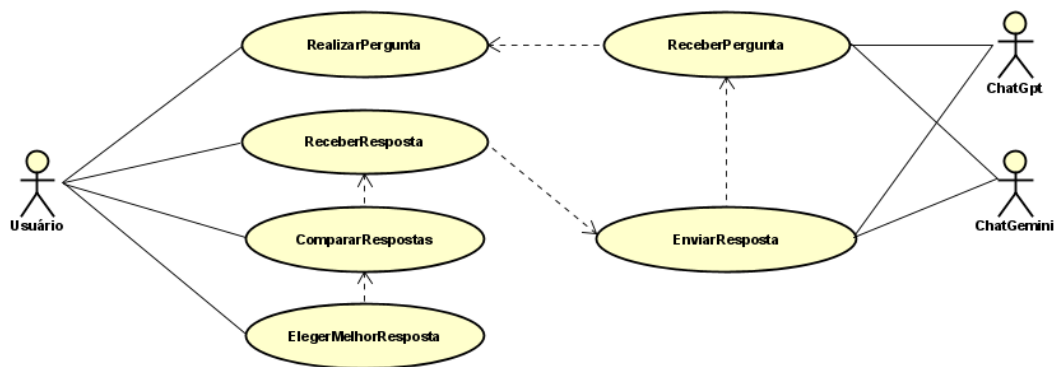 RealizarPergunta
ReceberPergunta
ChatGpt
ReceberResposta
Usuário
ChatGemini
CompararRespostas
EnviarResposta
ElegerMelhorResposta